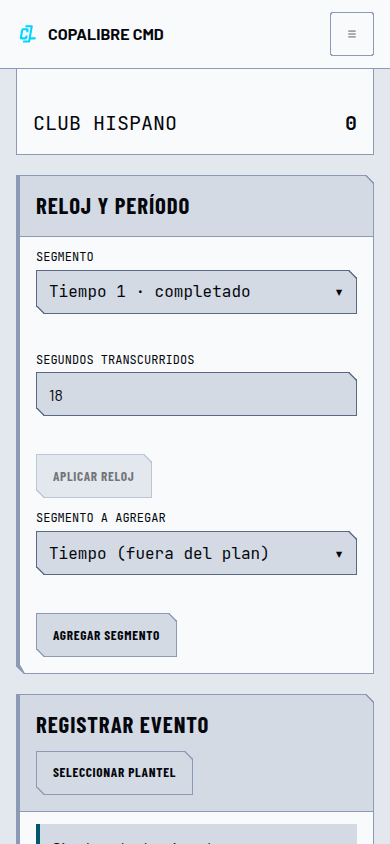 COPALIBRE CMD
CLUB HISPANO 0
RELOJ Y PERÍODO
SEGMENTO
Tiempo 1 · completado
SEGUNDOS TRANSCURRIDOS
18
APLICAR RELOJ
SEGMENTO A AGREGAR
Tiempo (fuera del plan)
AGREGAR SEGMENTO
REGISTRAR EVENTO
SELECCIONAR PLANTEL